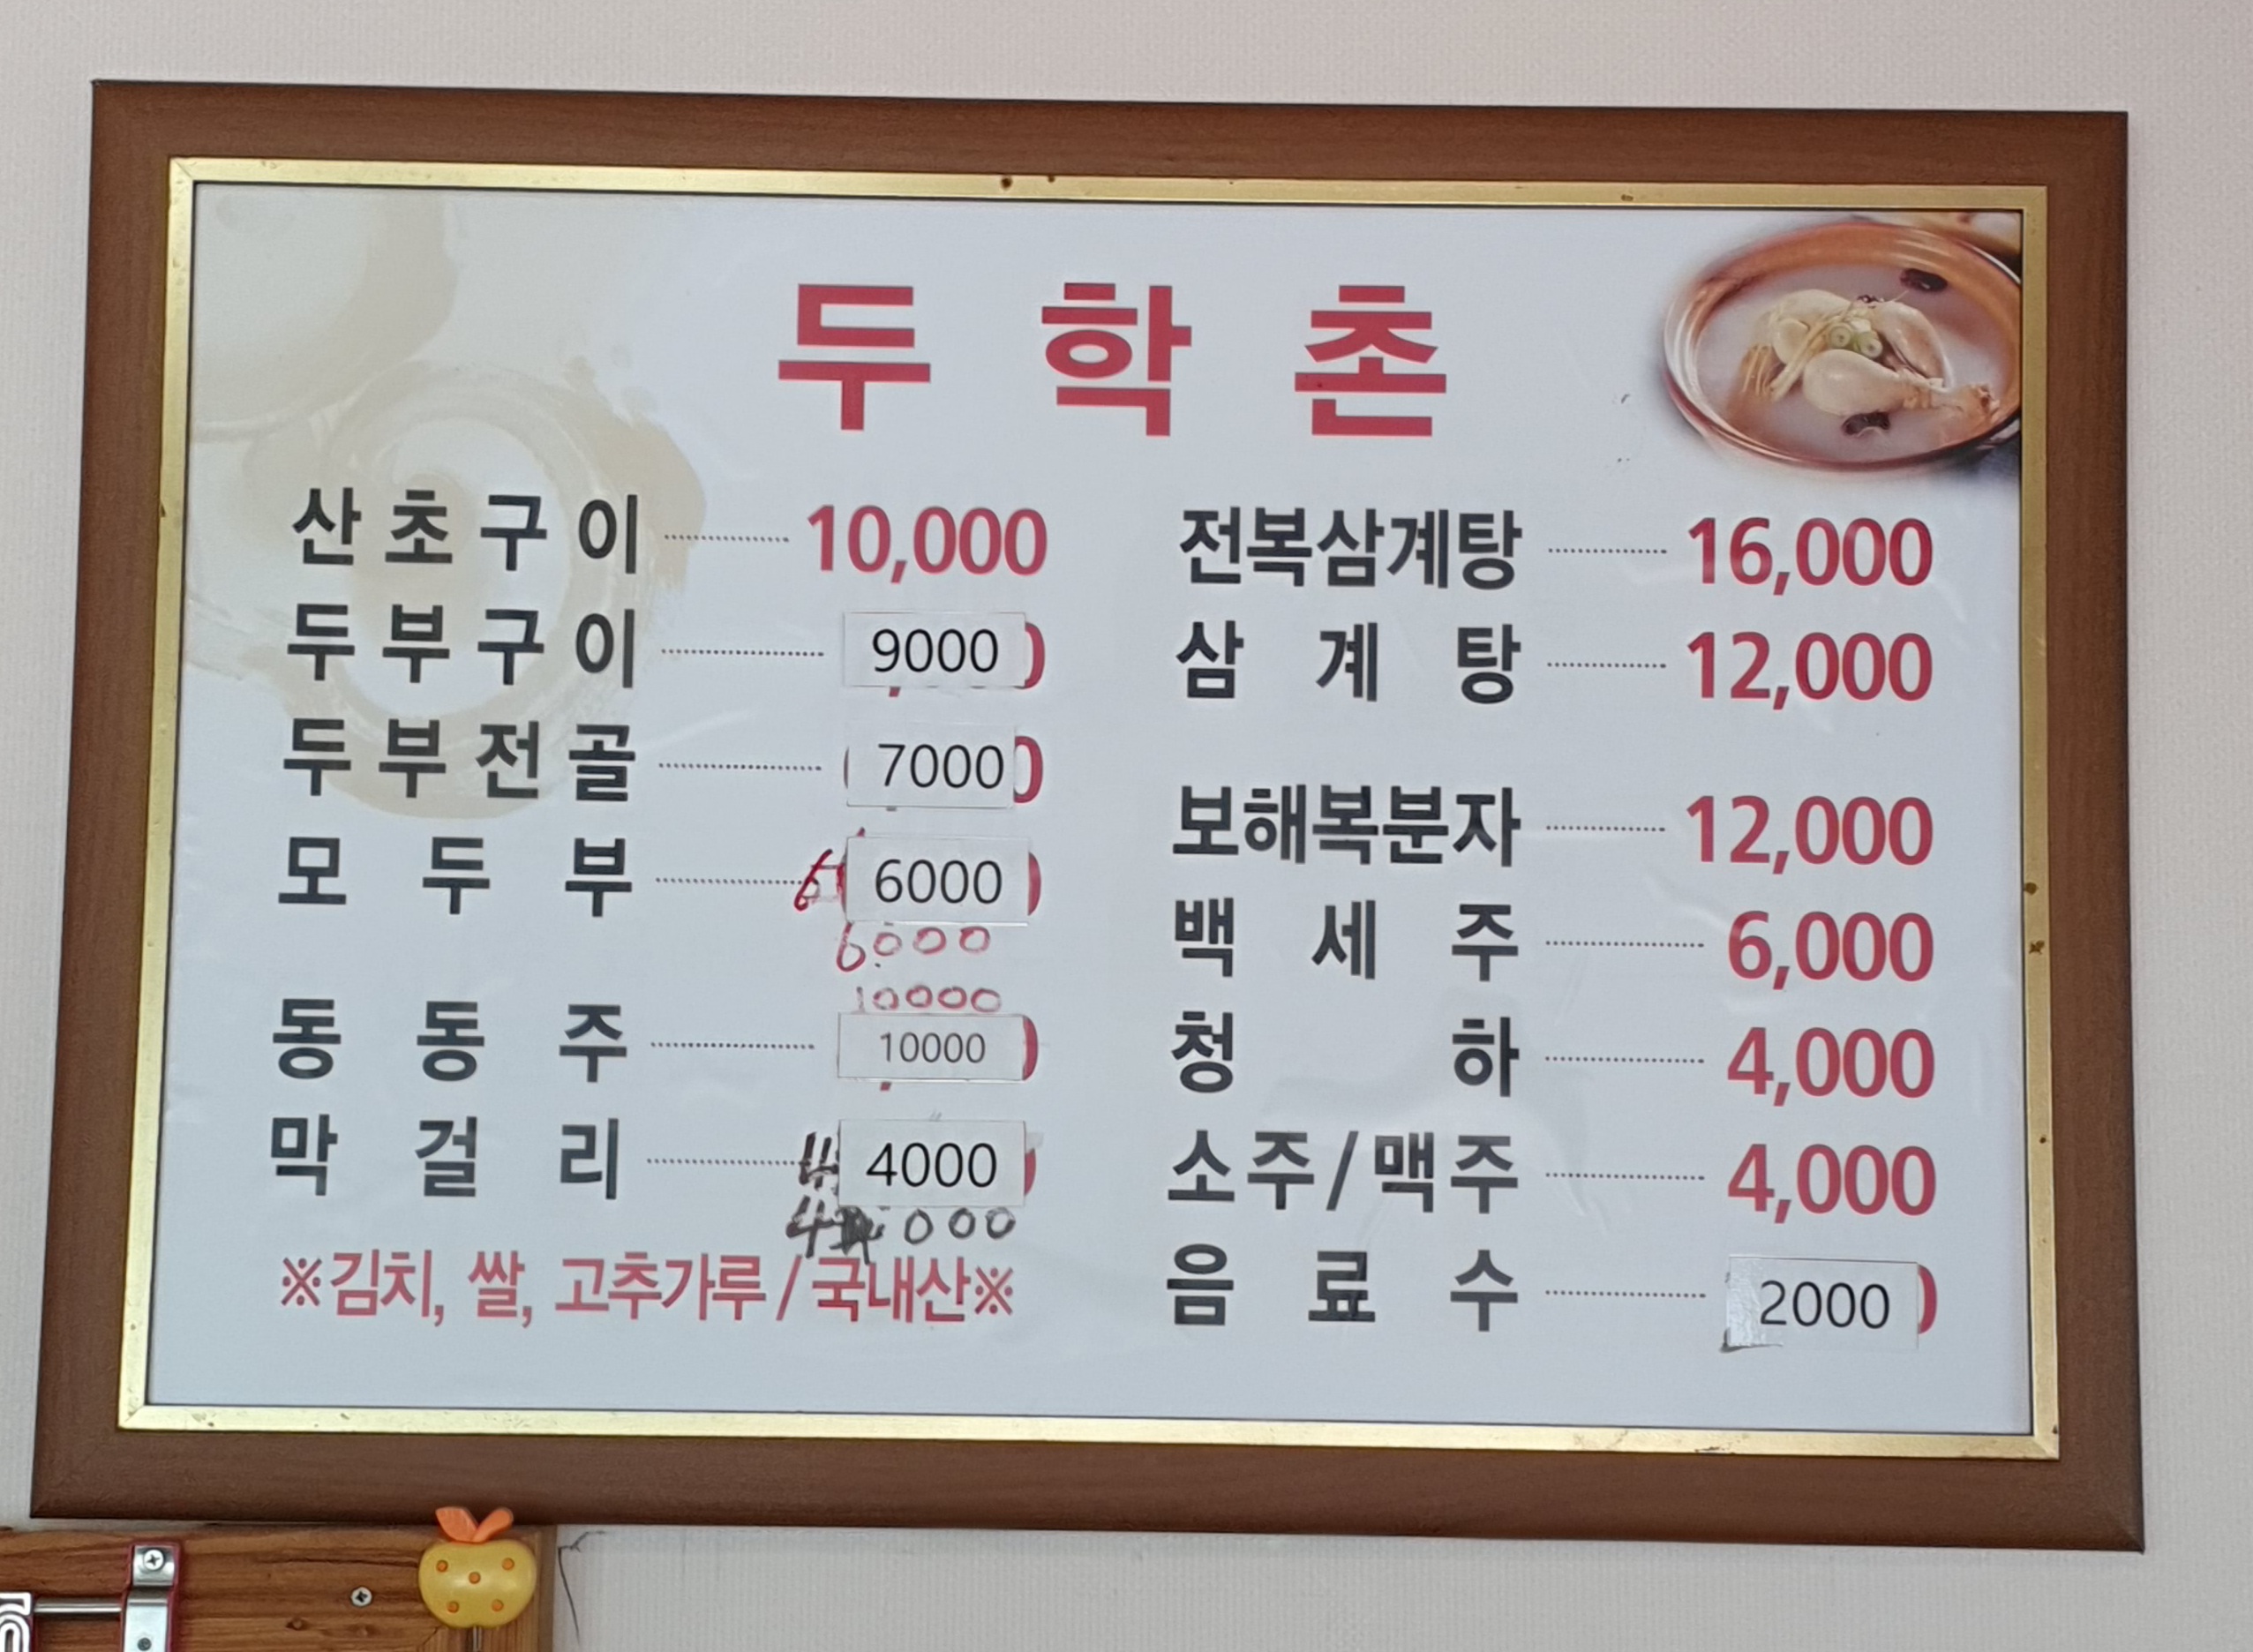 두학촌
산초구이 10,000
두부구이 9000
두부전골 7000
모두부 6000
6000
10000
동동주 10000
막걸리 4000
4 000
※김치, 쌀, 고추가루/국내산※
전복삼계탕 16,000
삼계탕 12,000
보해복분자 12,000
백세주 6,000
청하 4,000
소주/맥주 4,000
음료수 2000